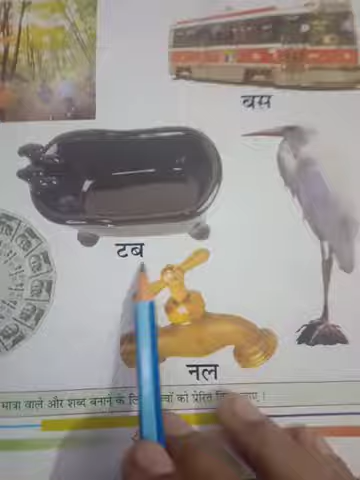 बस
टब
नल
मात्रा वाले और शब्द बनाने के लि
को प्रेरित